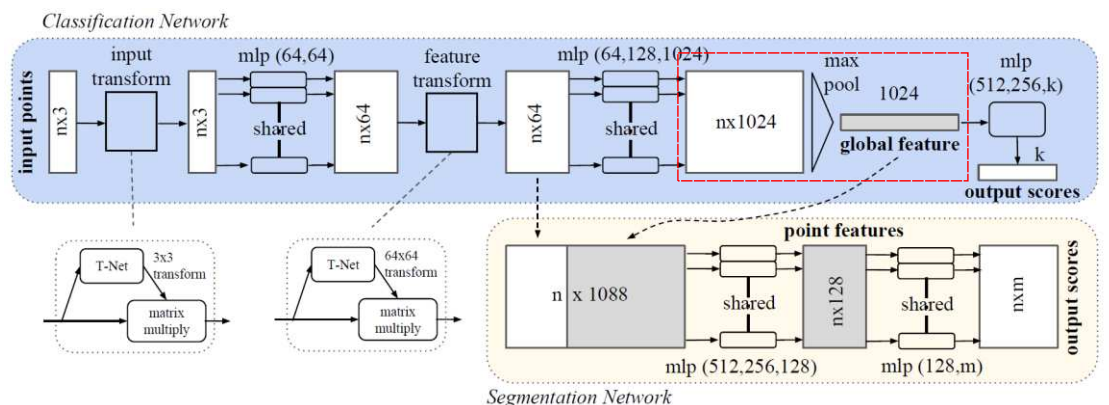 Classification Network
input points
nx3
input
transform
nx3
mlp (64,64)
shared
nx64
feature
transform
nx64
mlp (64,128,1024)
shared
nx1024
max
pool
1024
global feature
mlp
(512,256,k)
k
output scores
T-Net
3x3
transform
matrix
multiply
T-Net
64x64
transform
matrix
multiply
point features
n x 1088
shared
mlp (512,256,128)
nx128
shared
mlp (128,m)
nxm
output scores
Segmentation Network